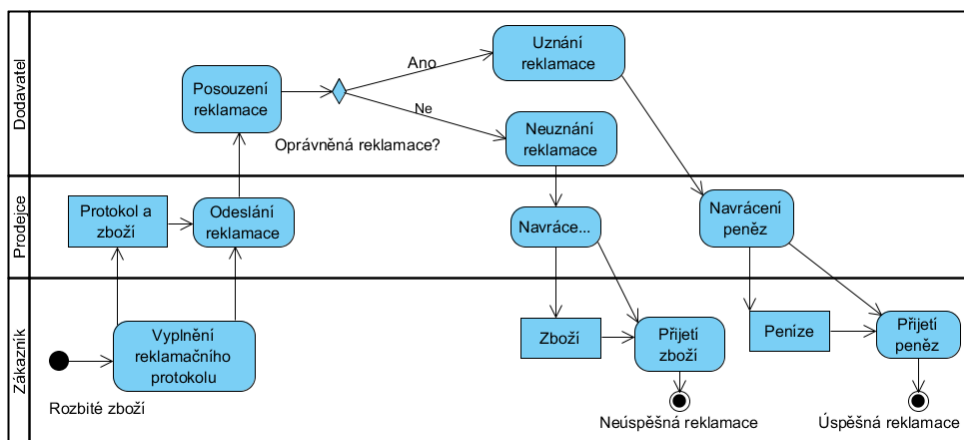 Dodavatel
Posouzení
reklamace
Oprávněná reklamace?
Ano
Ne
Uznání
reklamace
Neuznání
reklamace
Prodejce
Protokol a
zboží
Odeslání
reklamace
Navráce...
Navrácení
peněz
Zákazník
Rozbité zboží
Vyplnění
reklamačního
protokolu
Zboží
Přijetí
zboží
Neúspěšná reklamace
Peníze
Přijetí
peněz
Úspěšná reklamace